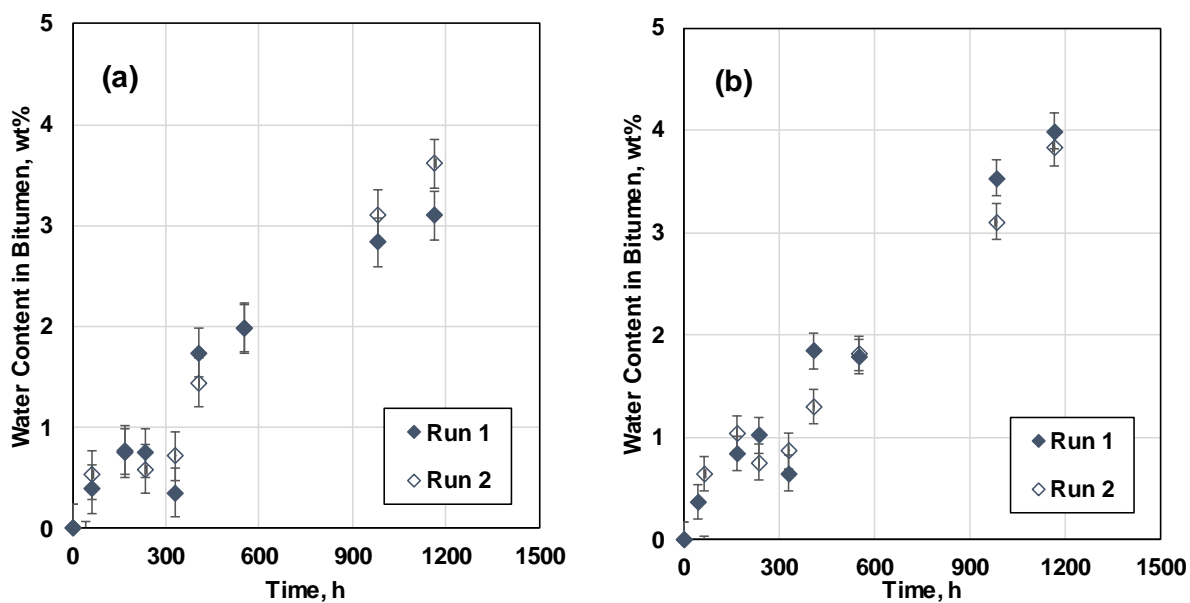 Water Content in Bitumen, wt%
5
4
3
2
1
0
(a)
Run 1
Run 2
0 300 600 900 1200 1500
Time, h
Water Content in Bitumen, wt%
5
4
3
2
1
0
(b)
Run 1
Run 2
0 300 600 900 1200 1500
Time, h